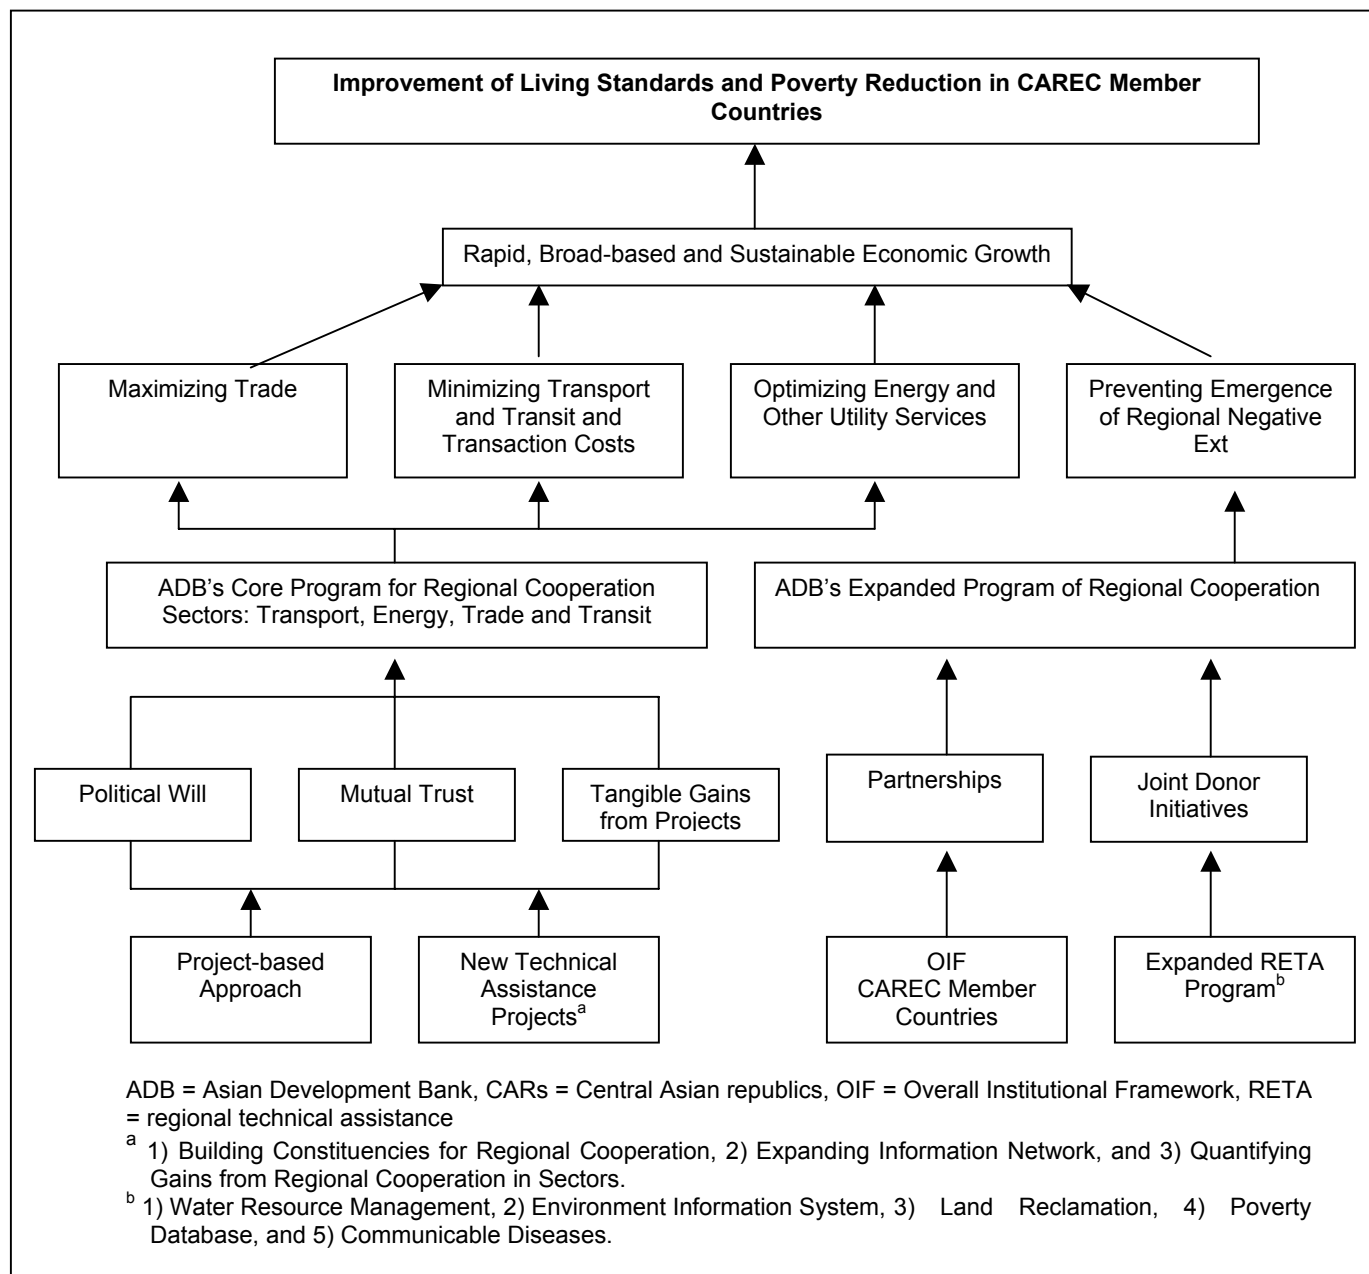 Improvement of Living Standards and Poverty Reduction in CAREC Member
Countries
Rapid, Broad-based and Sustainable Economic Growth
Maximizing Trade
Minimizing Transport
and Transit and
Transaction Costs
Optimizing Energy and
Other Utility Services
Preventing Emergence
of Regional Negative
Ext
ADB's Core Program for Regional Cooperation
Sectors: Transport, Energy, Trade and Transit
ADB's Expanded Program of Regional Cooperation
Political Will
Mutual Trust
Tangible Gains
from Projects
Partnerships
Joint Donor
Initiatives
Project-based
Approach
New Technical
Assistance
Projects^a
OIF
CAREC Member
Countries
Expanded RETA
Program^b
ADB = Asian Development Bank, CARs = Central Asian republics, OIF = Overall Institutional Framework, RETA
= regional technical assistance
^a 1) Building Constituencies for Regional Cooperation, 2) Expanding Information Network, and 3) Quantifying
Gains from Regional Cooperation in Sectors.
^b 1) Water Resource Management, 2) Environment Information System, 3) Land Reclamation, 4) Poverty
Database, and 5) Communicable Diseases.